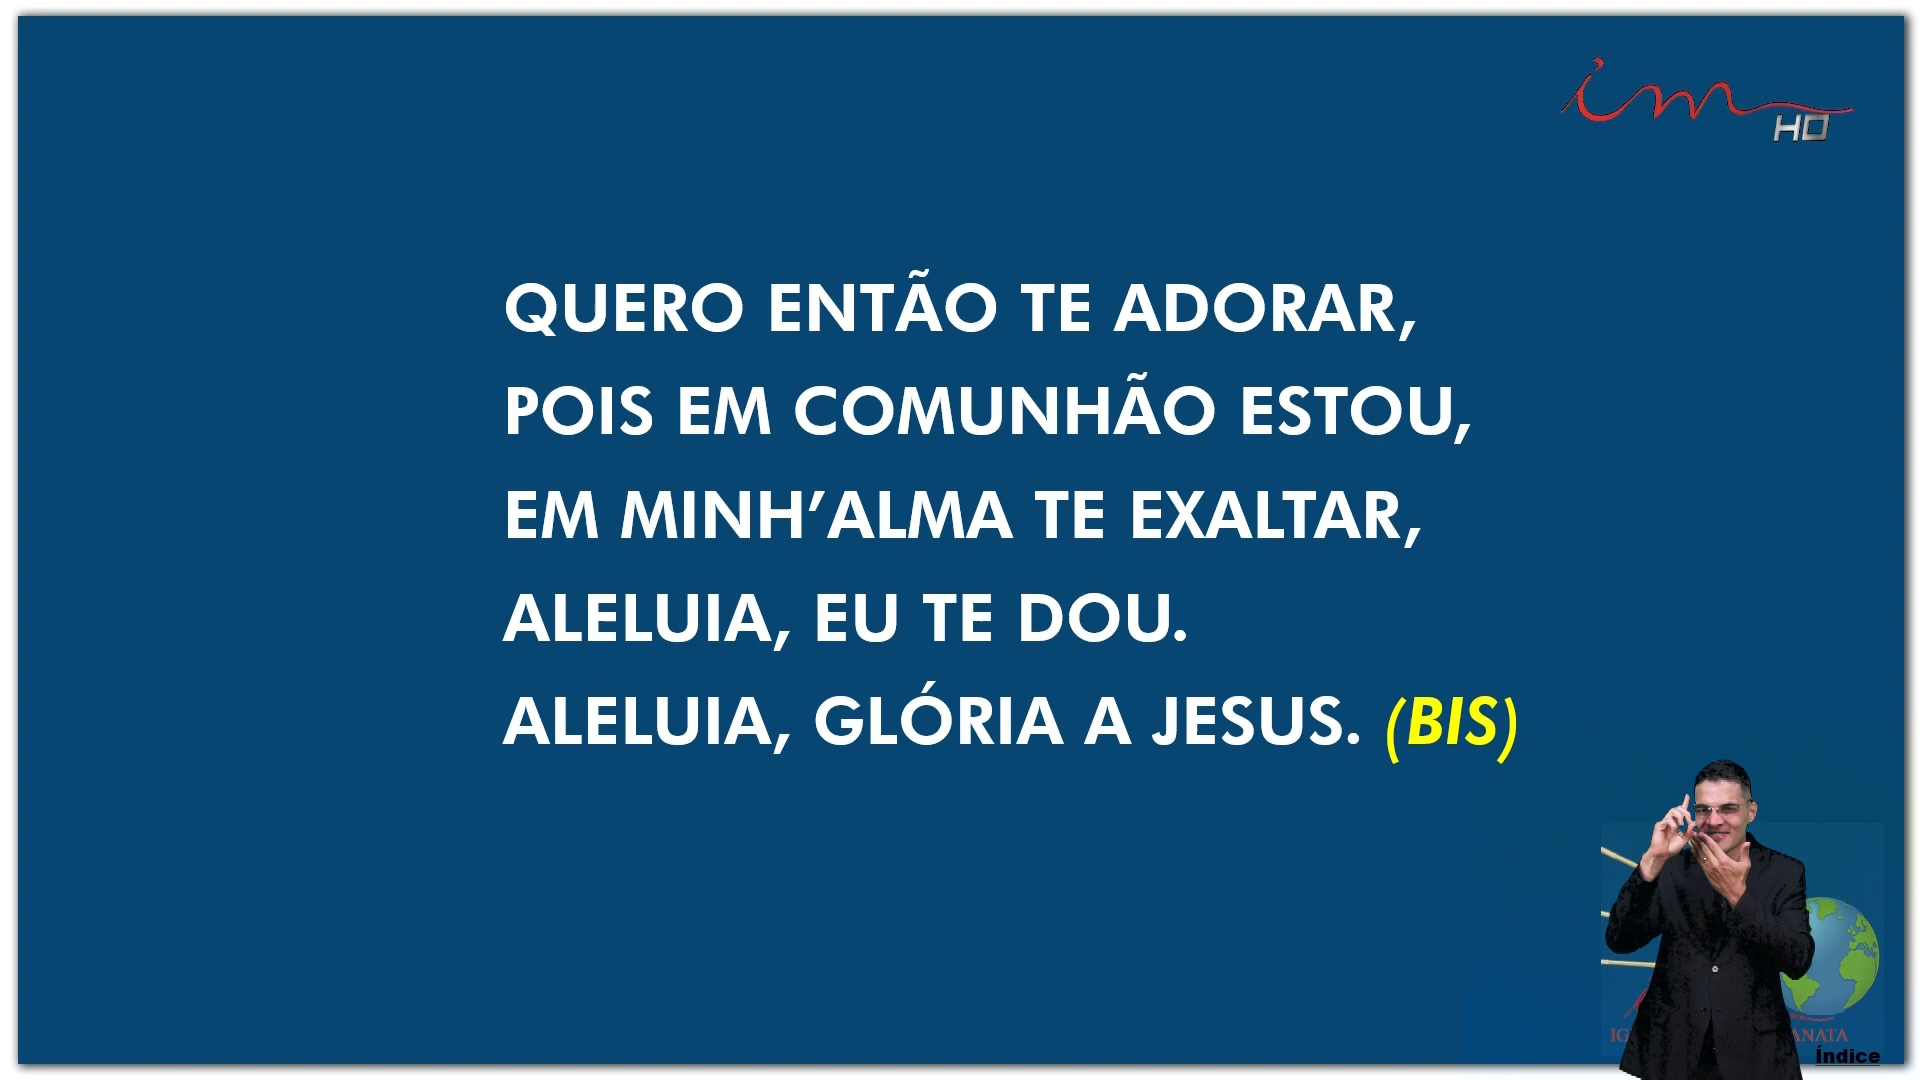 im
HD
QUERO ENTÃO TE ADORAR,
POIS EM COMUNHÃO ESTOU,
EM MINH’ALMA TE EXALTAR,
ALELUIA, EU TE DOU.
ALELUIA, GLÓRIA A JESUS. (BIS)
Índice